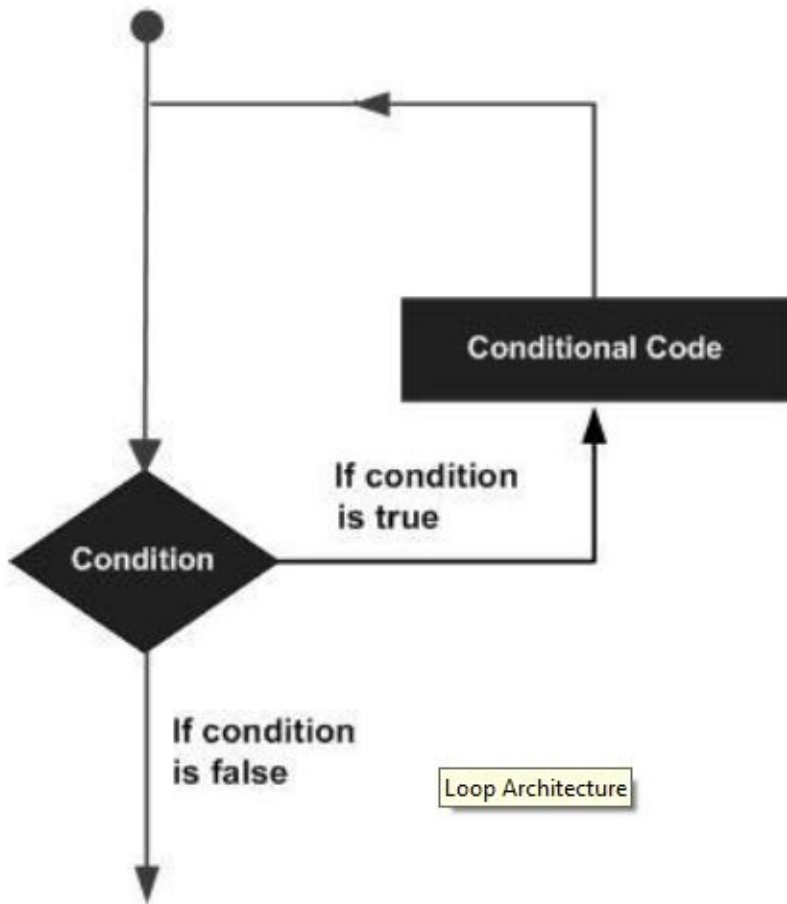 Conditional Code
If condition
is true
Condition
If condition
is false
Loop Architecture